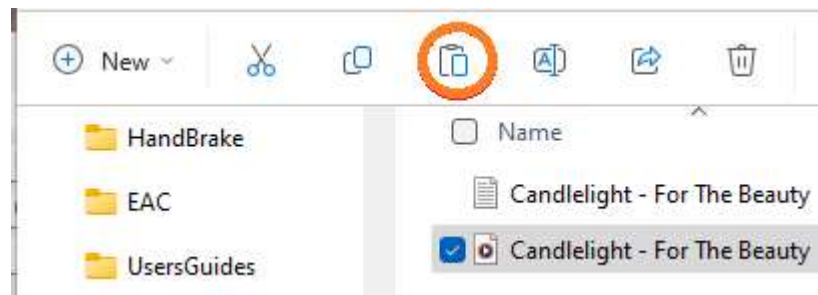 New
HandBrake
EAC
UsersGuides
Name
Candlelight - For The Beauty
Candlelight - For The Beauty